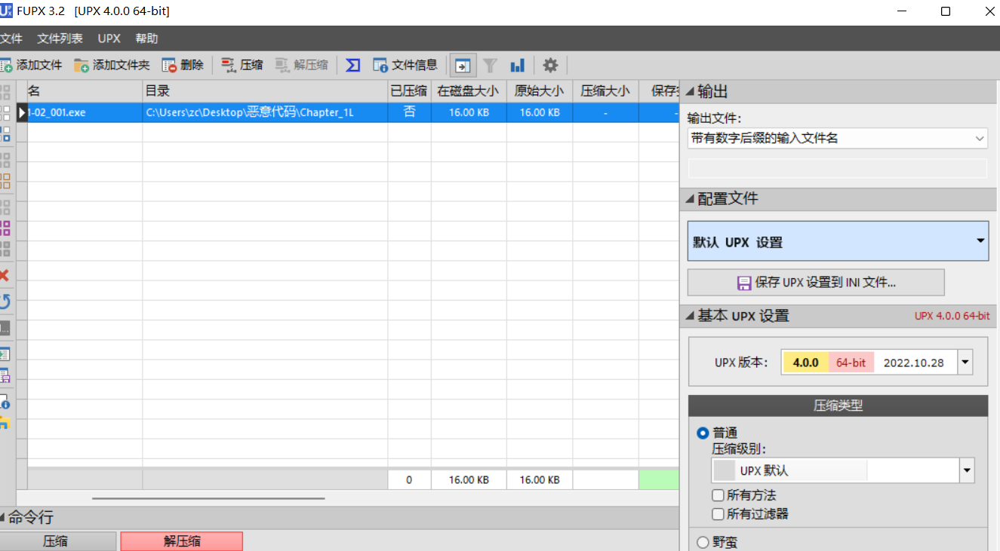 FUPX 3.2 [UPX 4.0.0 64-bit]
文件 文件列表 UPX 帮助
添加文件 添加文件夹 删除 压缩 解压缩 文件信息
名 目录 已压缩 在磁盘大小 原始大小 压缩大小 保存
1-02_001.exe C:\Users\zc\Desktop\恶意代码\Chapter_1L 否 16.00 KB 16.00 KB - -
0 16.00 KB 16.00 KB
命令行
压缩 解压缩
输出
输出文件:
带有数字后缀的输入文件名
配置文件
默认 UPX 设置
保存 UPX 设置到 INI 文件...
基本 UPX 设置 UPX 4.0.0 64-bit
UPX 版本: 4.0.0 64-bit 2022.10.28
压缩类型
普通
压缩级别:
UPX 默认
所有方法
所有过滤器
野蛮